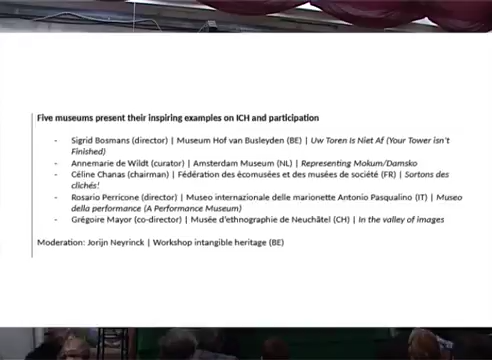 Five museums present their inspiring examples on ICH and participation
- Sigrid Bosmans (director) | Museum Hof van Busleyden (BE) | Uw Toren Is Niet Af (Your Tower isn't
Finished)
- Annemarie de Wildt (curator) | Amsterdam Museum (NL) | Representing Mokum/Damsko
- Céline Chanas (chairman) | Fédération des écomusées et des musées de société (FR) | Sortons des
clichés!
- Rosario Perricone (director) | Museo internazionale delle marionette Antonio Pasqualino (IT) | Museo
della performance (A Performance Museum)
- Grégoire Mayor (co-director) | Musée d'ethnographie de Neuchâtel (CH) | In the valley of images
Moderation: Jorijn Neyrinck | Workshop intangible heritage (BE)